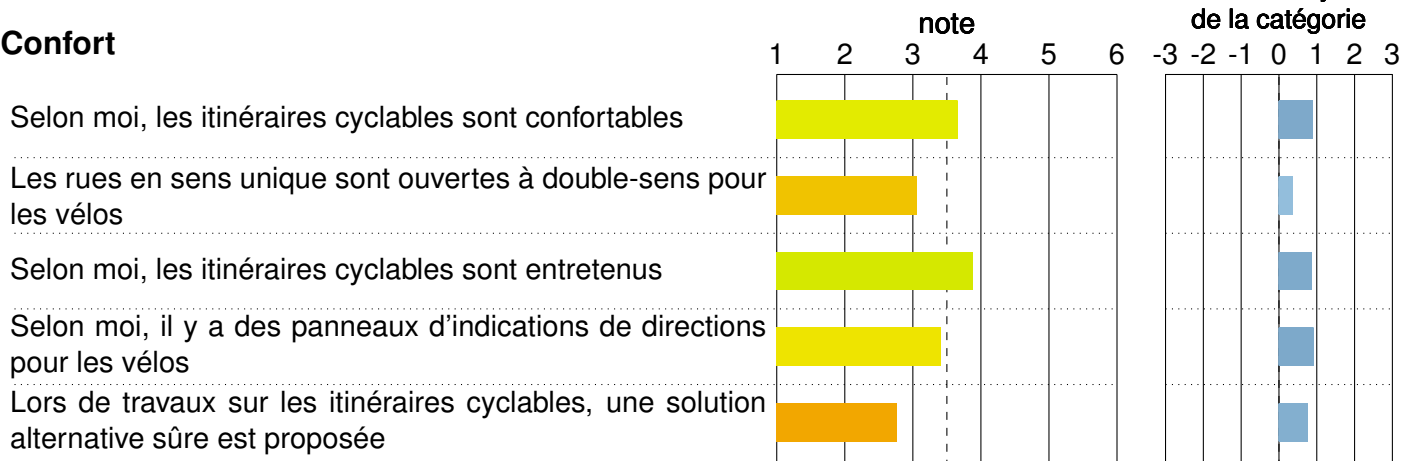 note
de la catégorie
Confort
1 2 3 4 5 6
-3 -2 -1 0 1 2 3
Selon moi, les itinéraires cyclables sont confortables
Les rues en sens unique sont ouvertes à double-sens pour
les vélos
Selon moi, les itinéraires cyclables sont entretenus
Selon moi, il y a des panneaux d'indications de directions
pour les vélos
Lors de travaux sur les itinéraires cyclables, une solution
alternative sûre est proposée